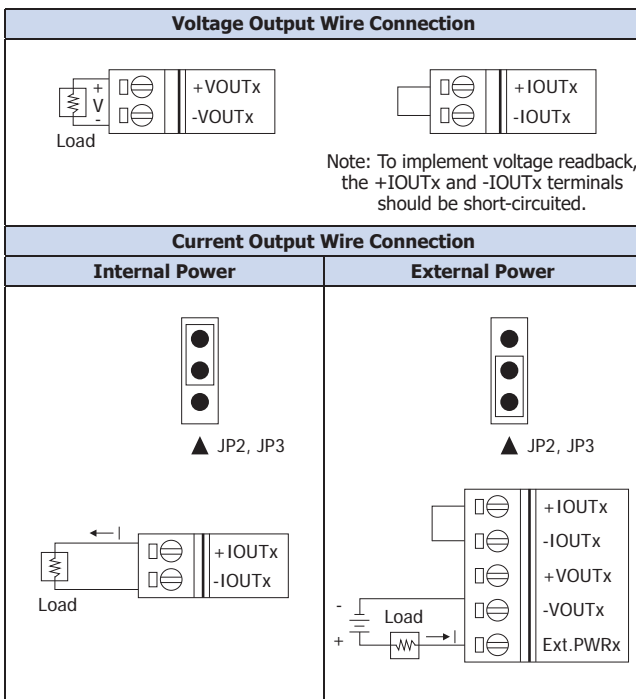 Voltage Output Wire Connection
+
V
-
Load
+VOUTx
-VOUTx
+IOUTx
-IOUTx
Note: To implement voltage readback,
the +IOUTx and -IOUTx terminals
should be short-circuited.
Current Output Wire Connection
Internal Power
External Power
JP2, JP3
JP2, JP3
I
+IOUTx
-IOUTx
Load
+IOUTx
-IOUTx
+VOUTx
-VOUTx
Ext.PWRx
-
+
Load
I